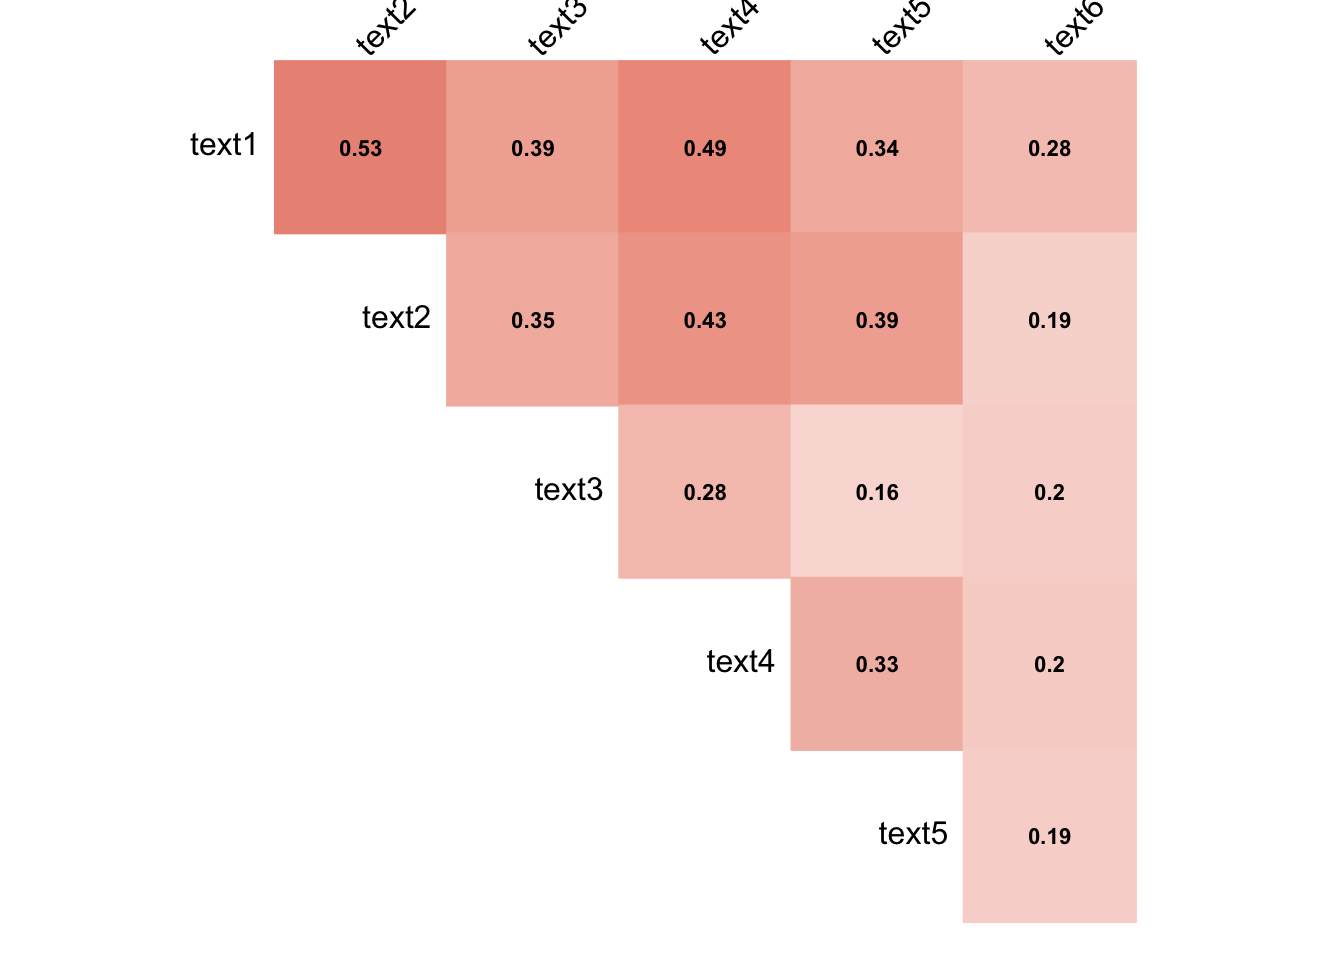 text2 text3 text4 text5 text6
text1 0.53 0.39 0.49 0.34 0.28
text2 0.35 0.43 0.39 0.19
text3 0.28 0.16 0.2
text4 0.33 0.2
text5 0.19